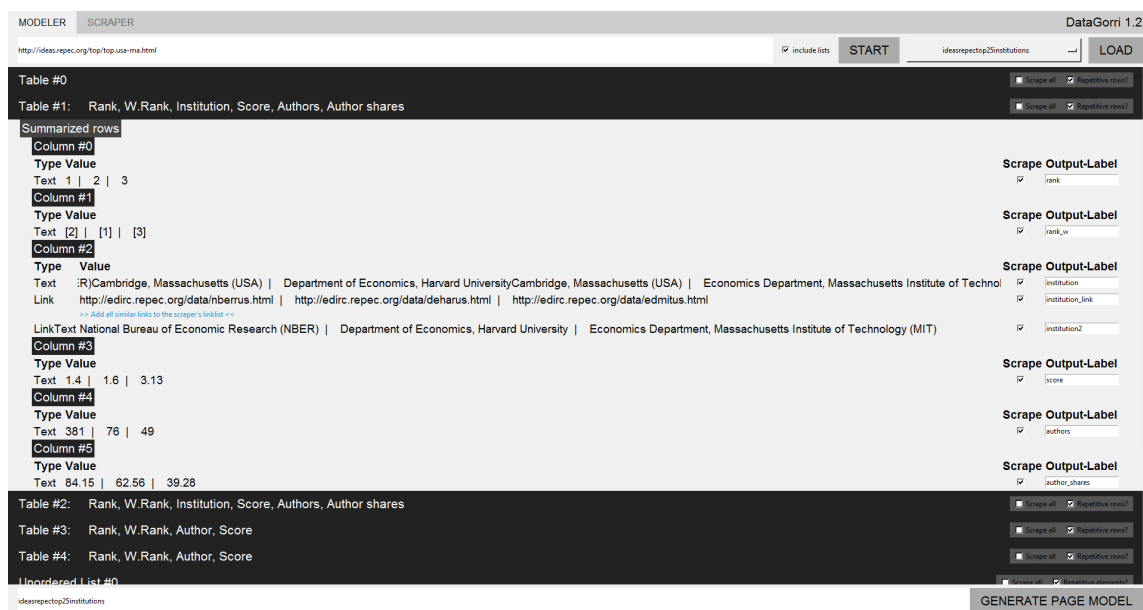 MODELER SCRAPER DataGorri 1.2
http://ideas.repec.org/top/top.usa-ma.html include lists START ideasrepectop25institutions LOAD
Table #0 Scrape all Repetitive rows?
Table #1: Rank, W.Rank, Institution, Score, Authors, Author shares Scrape all Repetitive rows?
Summarized rows
Column #0
Type Value Scrape Output-Label
Text 1 | 2 | 3 rank
Column #1
Type Value Scrape Output-Label
Text [2] | [1] | [3] rank_w
Column #2
Type Value Scrape Output-Label
Text ER)Cambridge, Massachusetts (USA) | Department of Economics, Harvard UniversityCambridge, Massachusetts (USA) | Economics Department, Massachusetts Institute of Technol institution
Link http://edirc.repec.org/data/nberrus.html | http://edirc.repec.org/data/deharus.html | http://edirc.repec.org/data/edmitus.html institution_link
>> Add all similar links to the scraper's linklist <<
LinkText National Bureau of Economic Research (NBER) | Department of Economics, Harvard University | Economics Department, Massachusetts Institute of Technology (MIT) institution2
Column #3
Type Value Scrape Output-Label
Text 1.4 | 1.6 | 3.13 score
Column #4
Type Value Scrape Output-Label
Text 381 | 76 | 49 authors
Column #5
Type Value Scrape Output-Label
Text 84.15 | 62.56 | 39.28 author_shares
Table #2: Rank, W.Rank, Institution, Score, Authors, Author shares Scrape all Repetitive rows?
Table #3: Rank, W.Rank, Author, Score Scrape all Repetitive rows?
Table #4: Rank, W.Rank, Author, Score Scrape all Repetitive rows?
Unordered List #0 Scrape all Repetitive elements?
ideasrepectop25institutions GENERATE PAGE MODEL